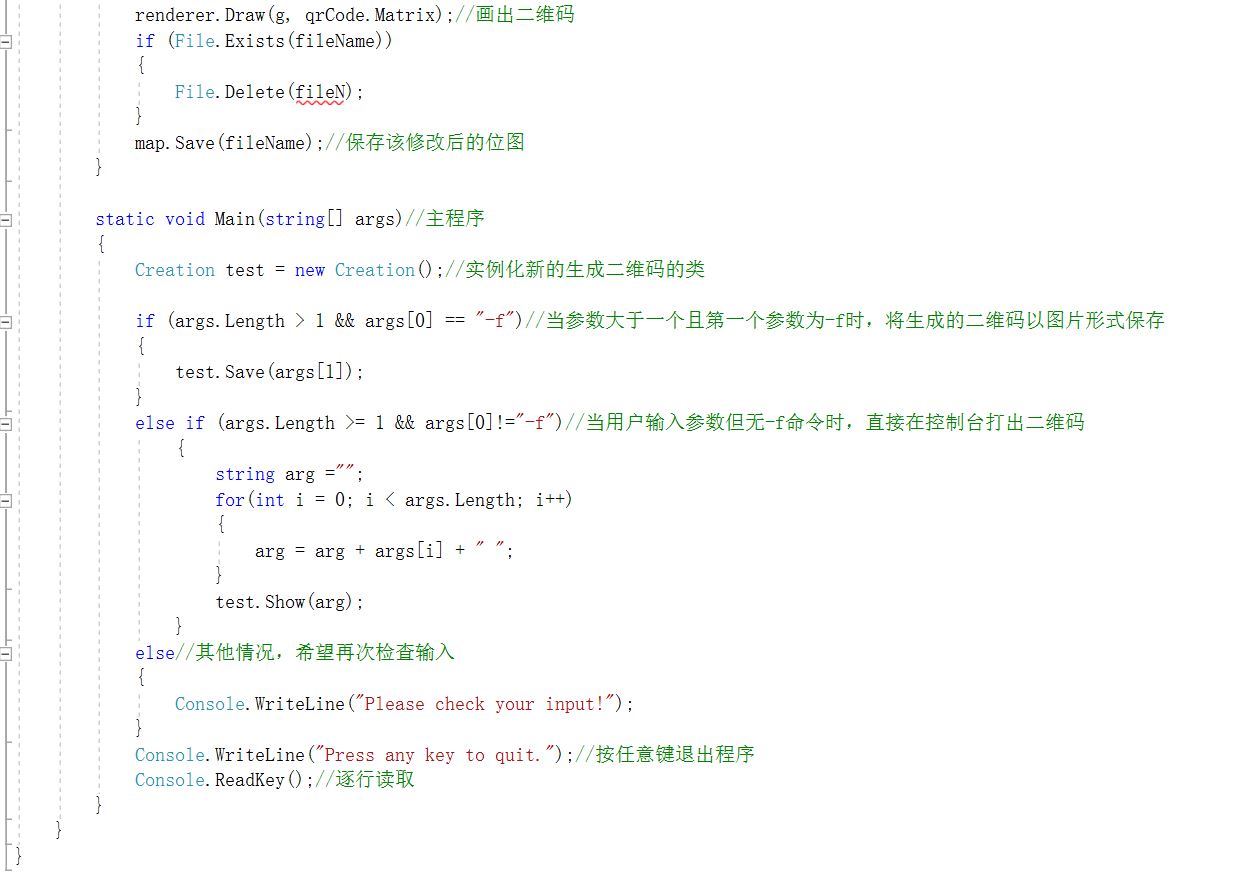 renderer.Draw(g, qrCode.Matrix);//画出二维码
if (File.Exists(fileName))
{
File.Delete(fileN);
}
map.Save(fileName);//保存该修改后的位图
}
static void Main(string[] args)//主程序
{
Creation test = new Creation();//实例化新的生成二维码的类
if (args.Length > 1 && args[0] == "-f")//当参数大于一个且第一个参数为-f时，将生成的二维码以图片形式保存
{
test.Save(args[1]);
}
else if (args.Length >= 1 && args[0]!="-f")//当用户输入参数但无-f命令时，直接在控制台打出二维码
{
string arg ="";
for(int i = 0; i < args.Length; i++)
{
arg = arg + args[i] + " ";
}
test.Show(arg);
}
else//其他情况，希望再次检查输入
{
Console.WriteLine("Please check your input!");
}
Console.WriteLine("Press any key to quit.");//按任意键退出程序
Console.ReadKey();//逐行读取
}
}
}